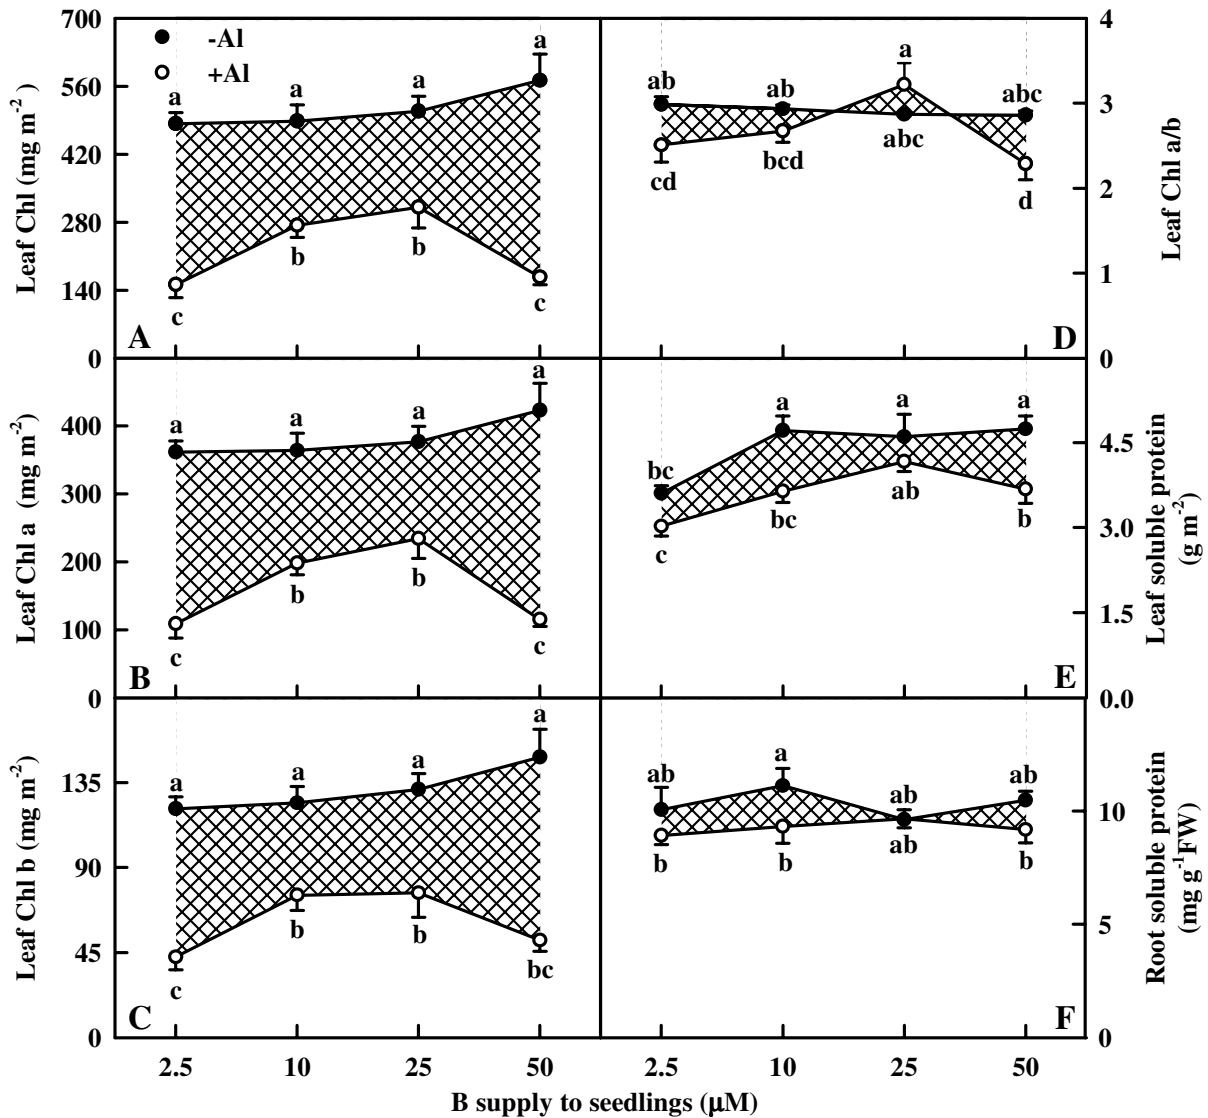 700
560
420
280
140
0
Leaf Chl (mg m-2)
-Al
+Al
a
a
a
a
c
b
b
c
A
4
3
2
1
0
Leaf Chl a/b
ab
ab
a
abc
cd
bcd
abc
d
D
400
300
200
100
0
Leaf Chl a (mg m-2)
a
a
a
a
c
b
b
c
B
4.5
3.0
1.5
0.0
Leaf soluble protein
(g m-2)
bc
a
a
a
c
bc
ab
b
E
135
90
45
0
Leaf Chl b (mg m-2)
a
a
a
a
c
b
b
bc
C
10
5
0
Root soluble protein
(mg g-1FW)
ab
a
ab
ab
b
b
ab
b
F
2.5 10 25 50 2.5 10 25 50
B supply to seedlings (μM)